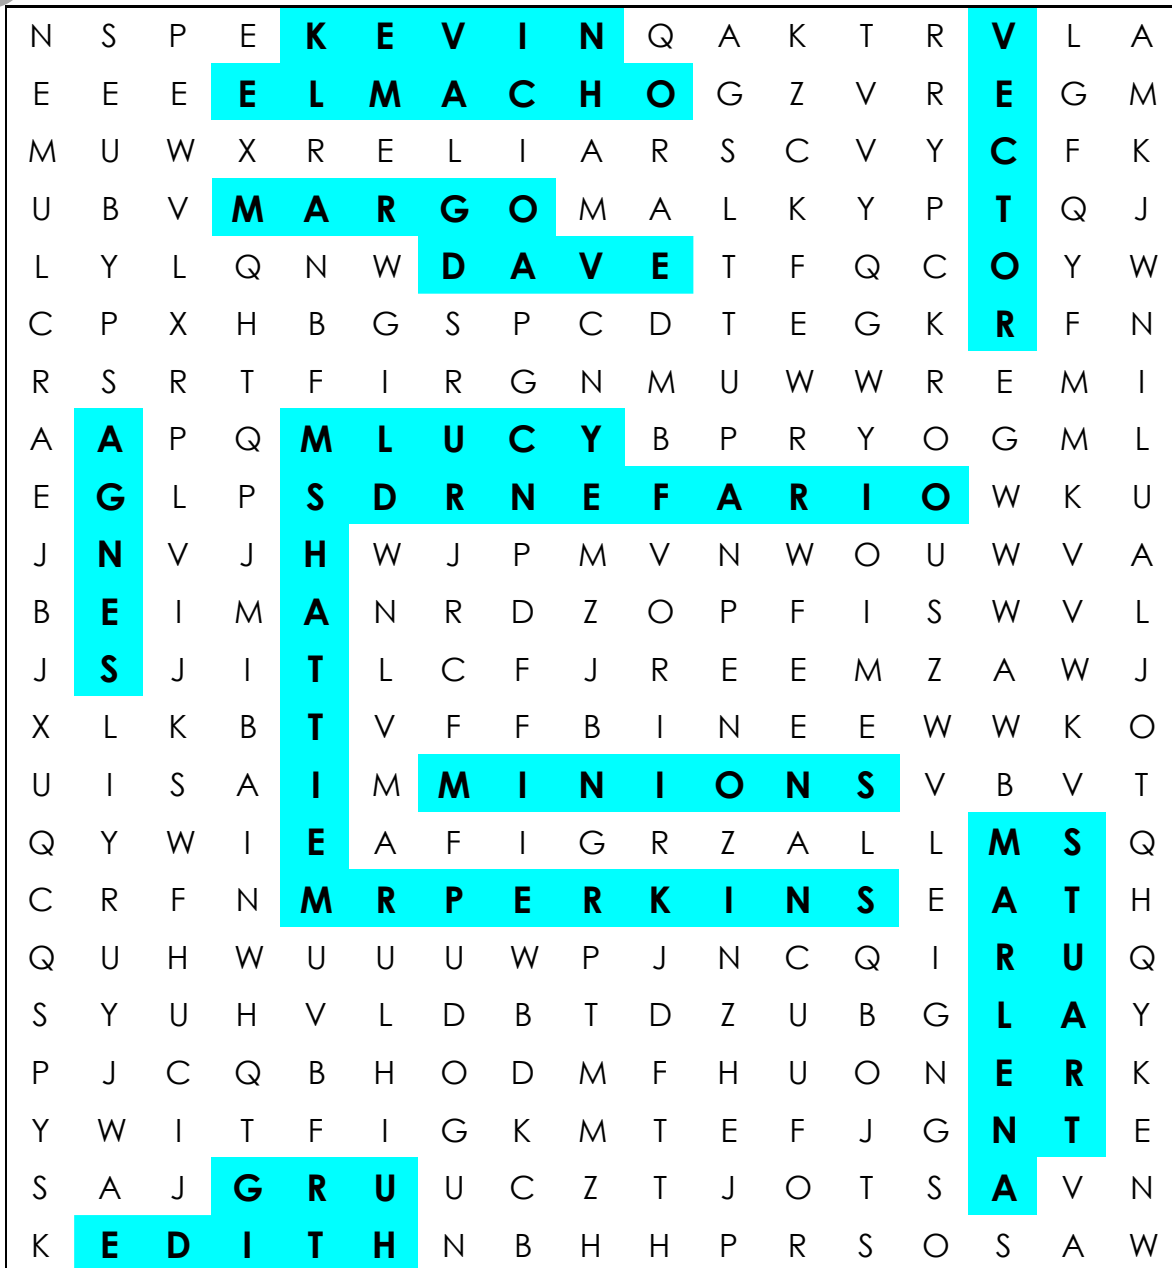 N S P E K E V I N Q A K T R V L A
E E E E L M A C H O G Z V R E G M
M U W X R E L I A R S C V Y C F K
U B V M A R G O M A L K Y P T Q J
L Y L Q N W D A V E T F Q C O Y W
C P X H B G S P C D T E G K R F N
R S R T F I R G N M U W W R E M I
A A P Q M L U C Y B P R Y O G M L
E G L P S D R N E F A R I O W K U
J N V J H W J P M V N W O U W V A
B E I M A N R D Z O P F I S W V L
J S J I T L C F J R E E M Z A W J
X L K B T V F F B I N E E W W K O
U I S A I M M I N I O N S V B V T
Q Y W I E A F I G R Z A L L M S Q
C R F N M R P E R K I N S E A T H
Q U H W U U U W P J N C Q I R U Q
S Y U H V L D B T D Z U B G L A Y
P J C Q B H O D M F H U O N E R K
Y W I T F I G K M T E F J G N T E
S A J G R U U C Z T J O T S A V N
K E D I T H N B H H P R S O S A W